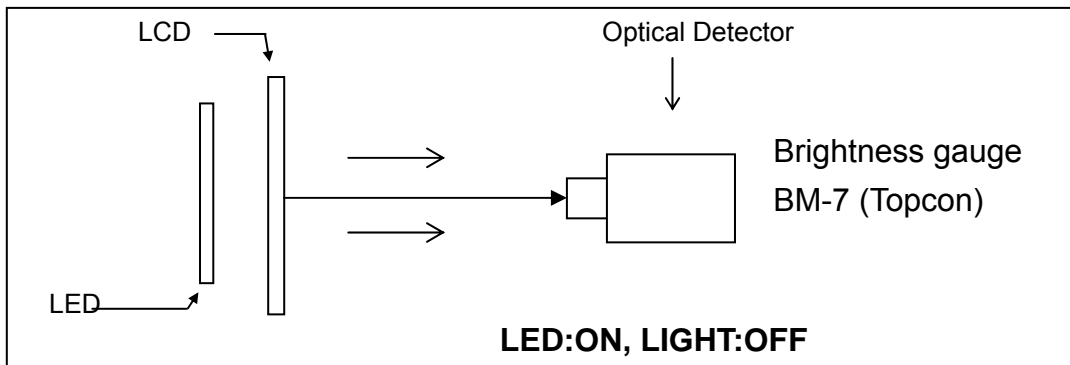 LCD
Optical Detector
Brightness gauge
BM-7 (Topcon)
LED
LED:ON, LIGHT:OFF